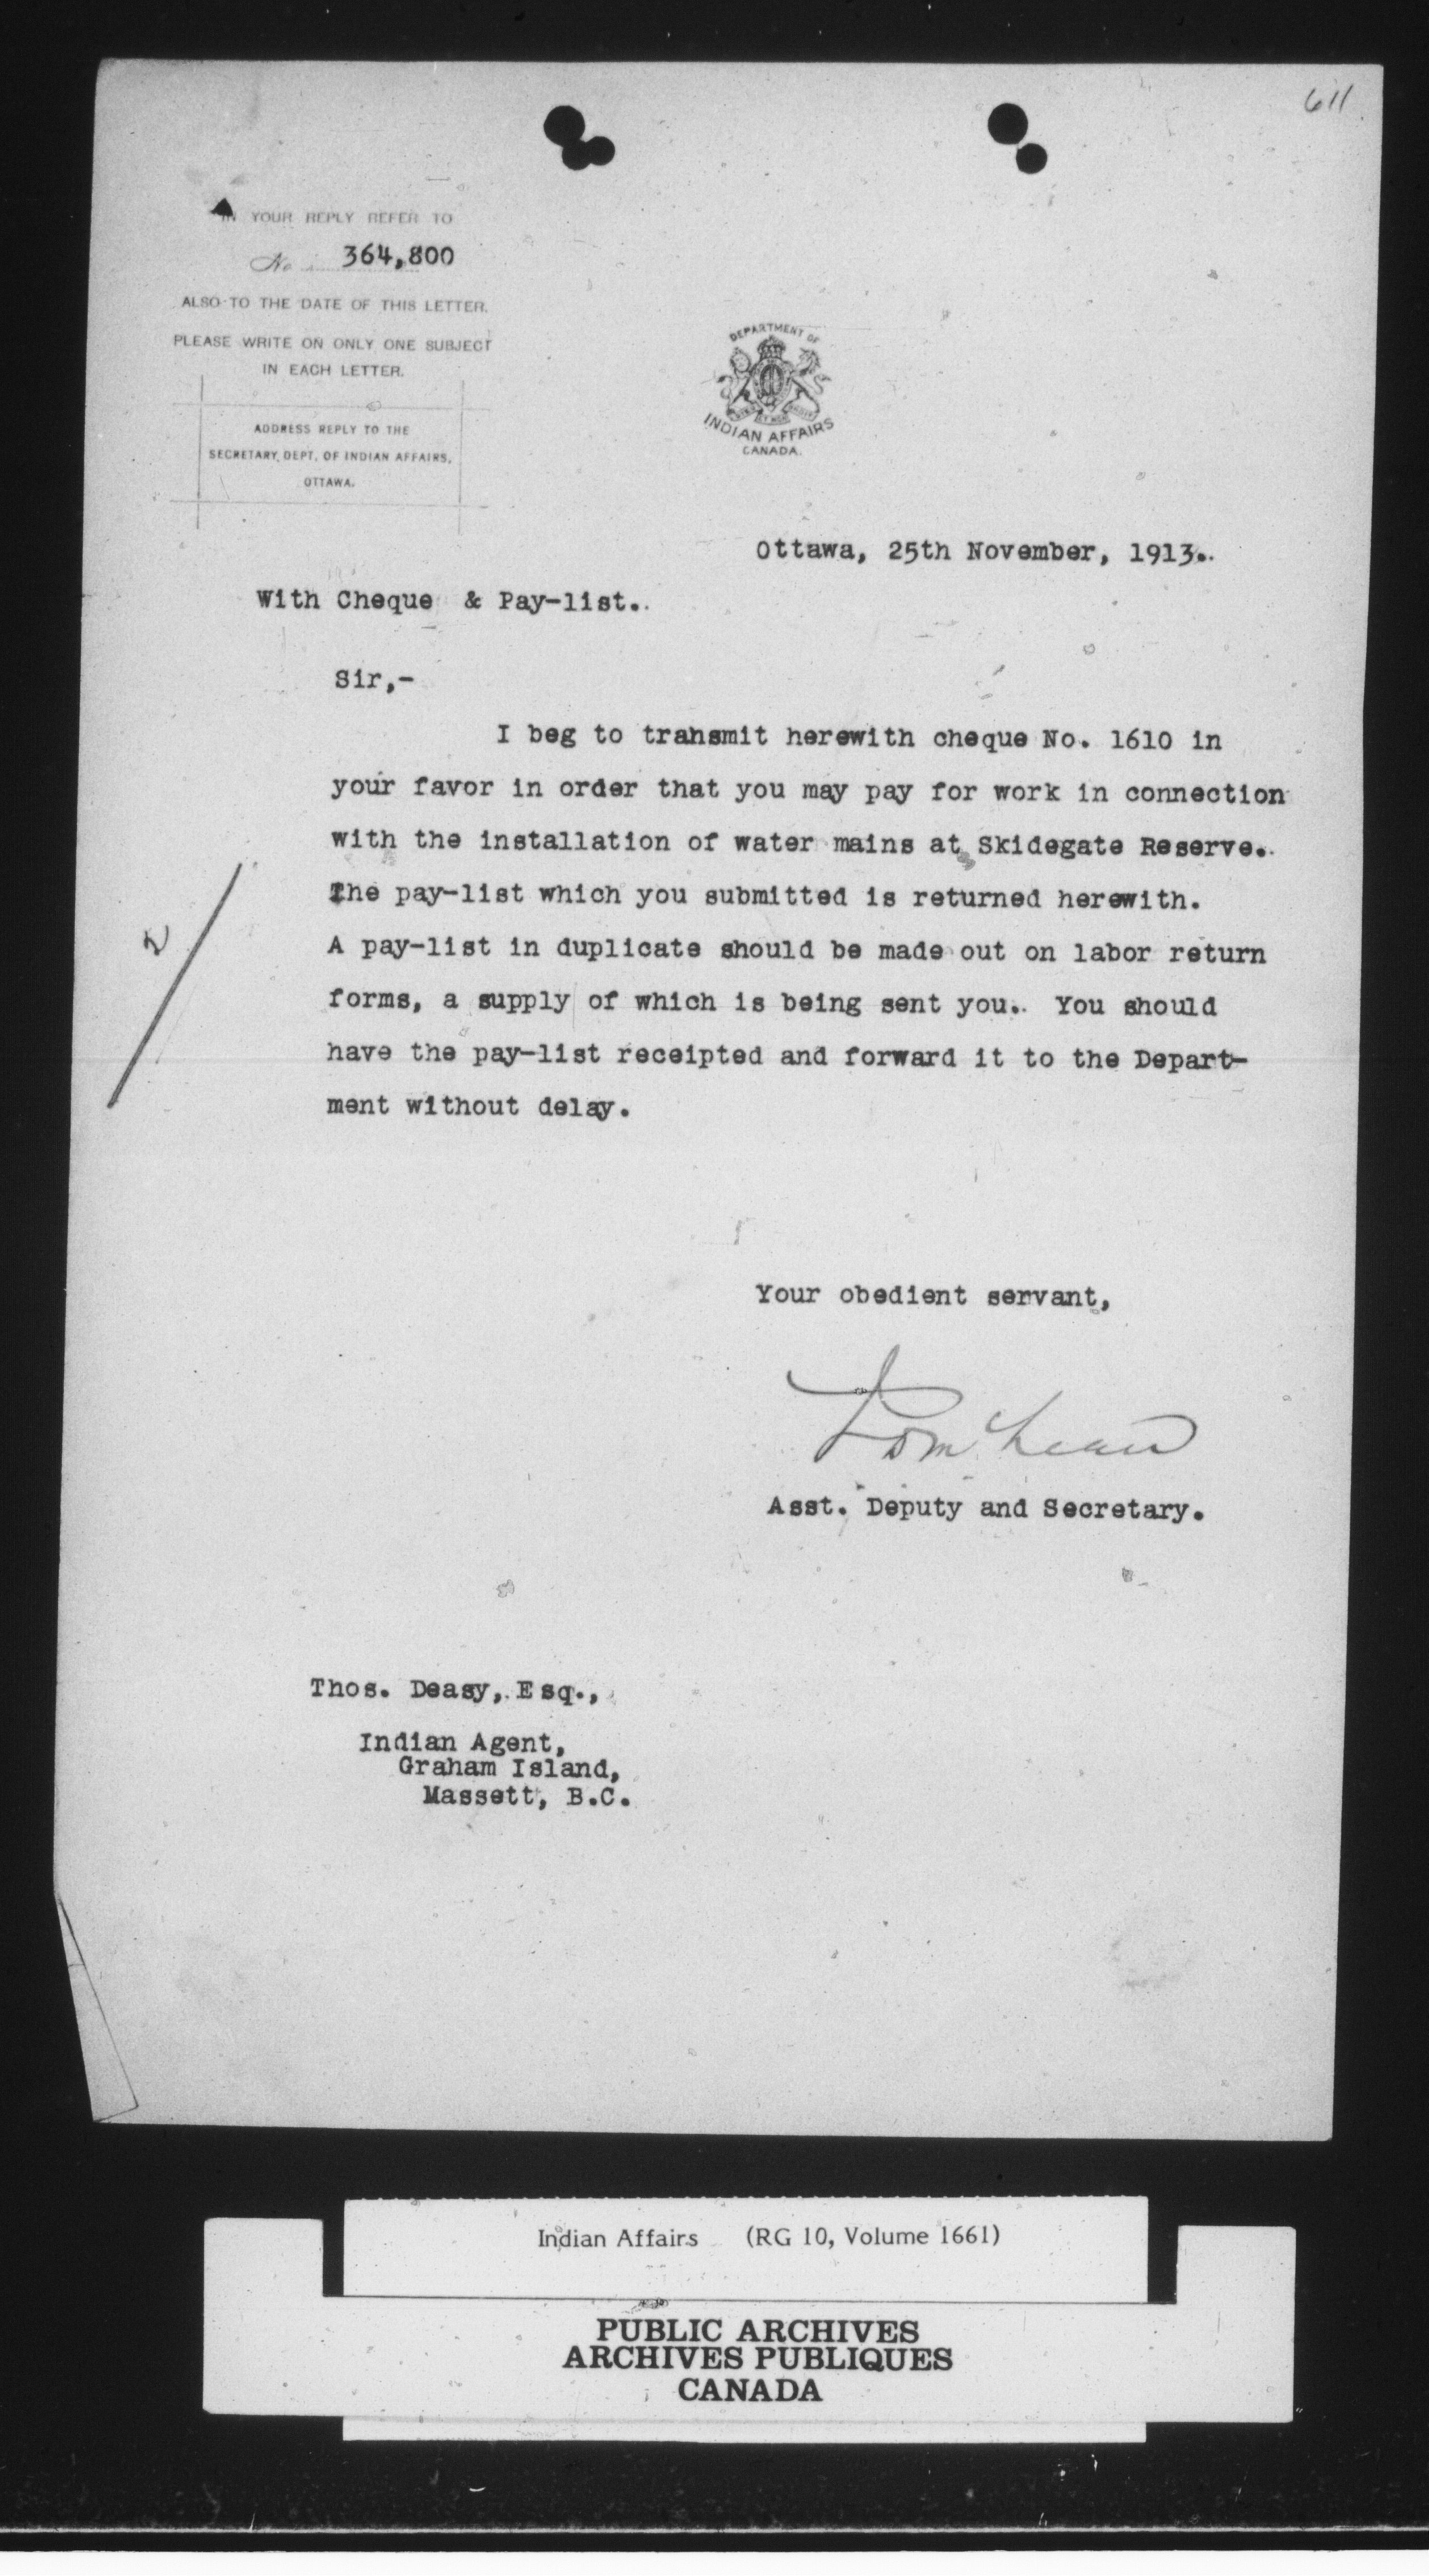 611
IN YOUR REPLY REFER TO
No 364,800
ALSO TO THE DATE OF THIS LETTER.
PLEASE WRITE ON ONLY ONE SUBJECT
IN EACH LETTER.
ADDRESS REPLY TO THE
SECRETARY, DEPT. OF INDIAN AFFAIRS,
OTTAWA.
DEPARTMENT OF
INDIAN AFFAIRS
CANADA.
Ottawa, 25th November, 1913.
With Cheque & Pay-list.
Sir,-
I beg to transmit herewith cheque No. 1610 in
your favor in order that you may pay for work in connection
with the installation of water mains at Skidegate Reserve.
The pay-list which you submitted is returned herewith.
A pay-list in duplicate should be made out on labor return
forms, a supply of which is being sent you. You should
have the pay-list receipted and forward it to the Depart-
ment without delay.
Your obedient servant,
Asst. Deputy and Secretary.
Thos. Deasy, Esq.,
Indian Agent,
Graham Island,
Massett, B.C.
Indian Affairs (RG 10, Volume 1661)
PUBLIC ARCHIVES
ARCHIVES PUBLIQUES
CANADA